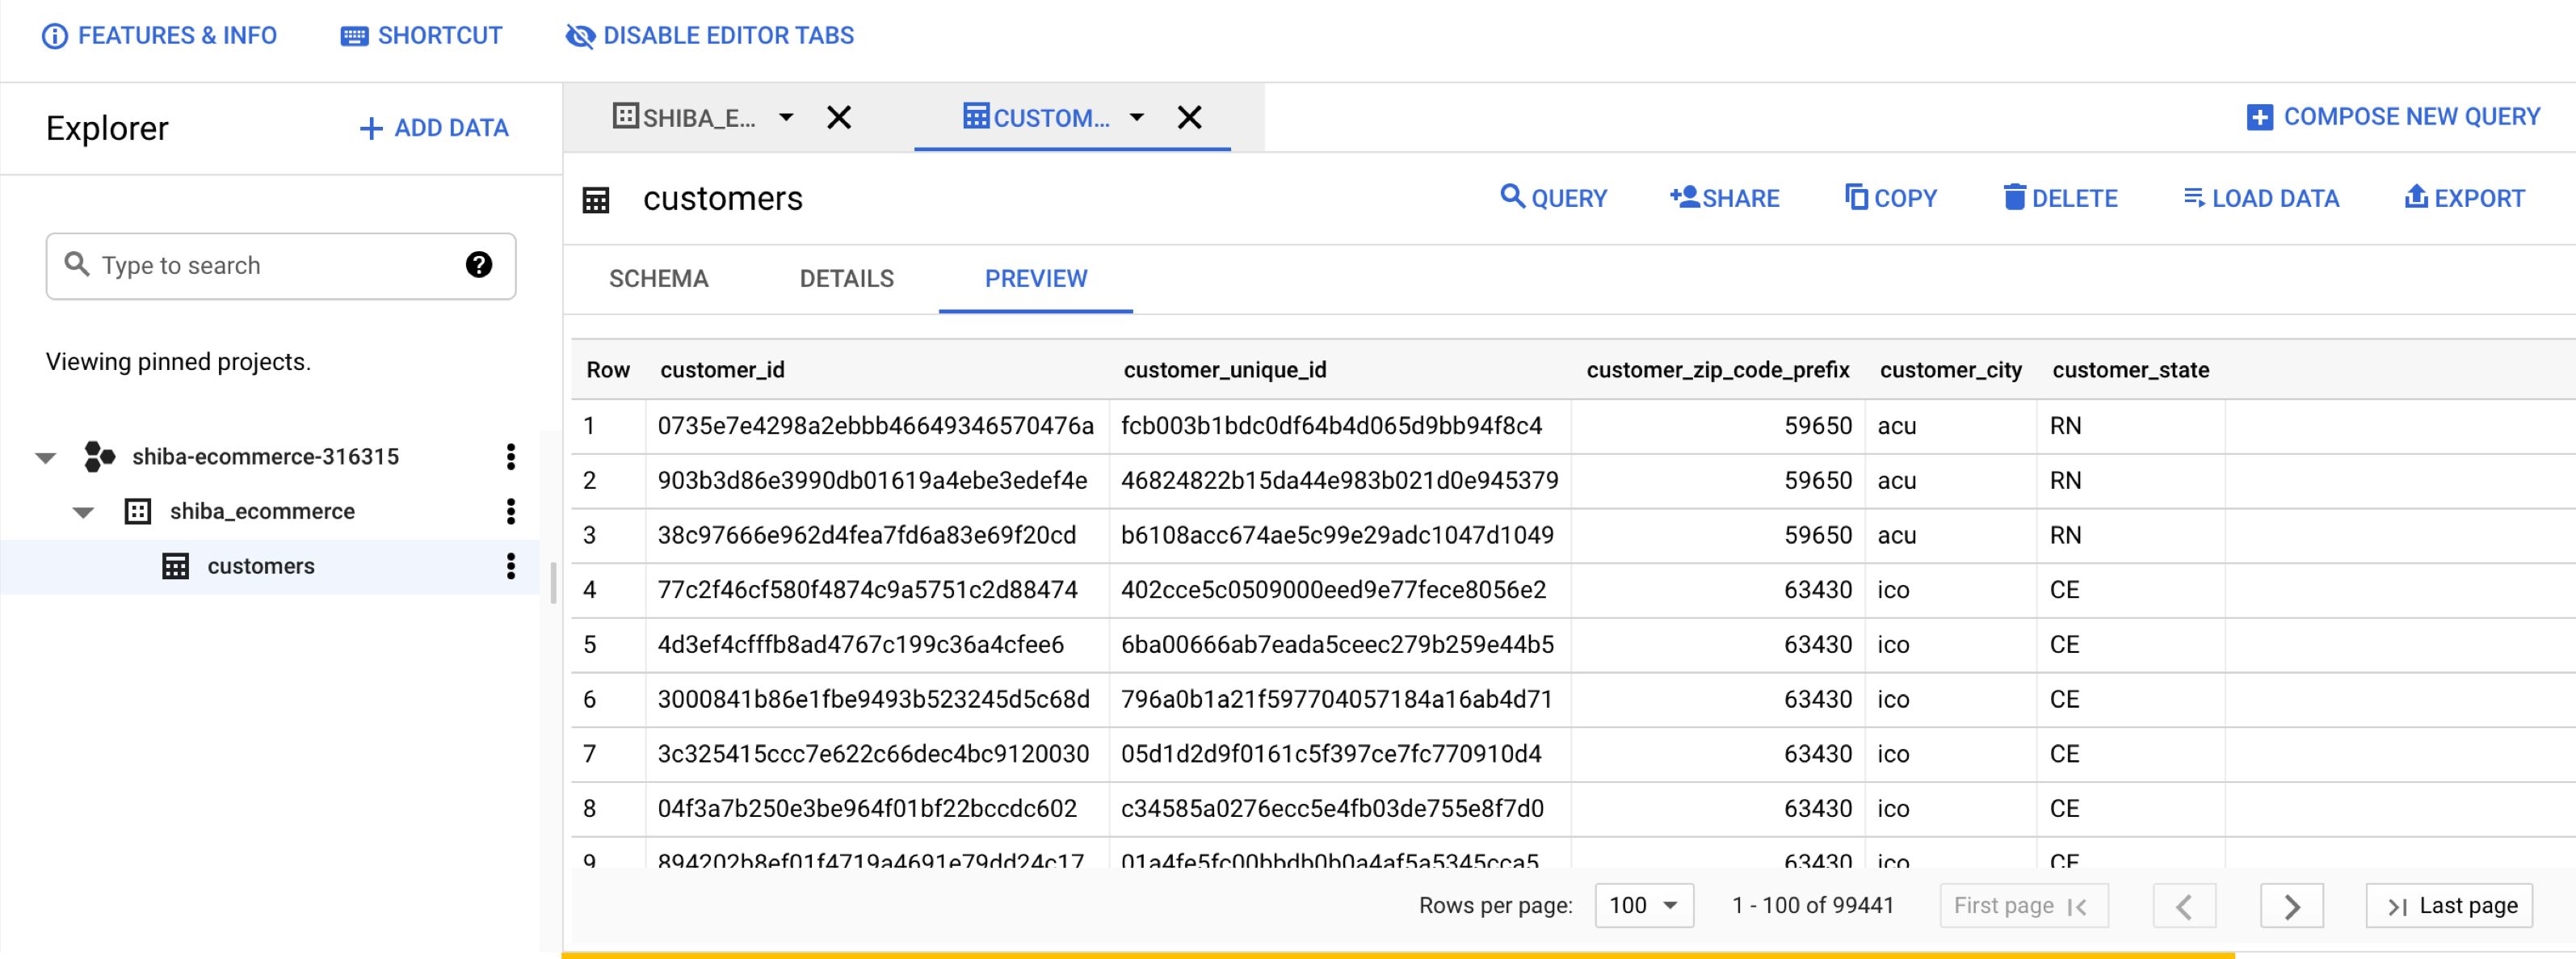 FEATURES & INFO SHORTCUT DISABLE EDITOR TABS
Explorer ADD DATA
SHIBA_E... CUSTOM... COMPOSE NEW QUERY
customers QUERY SHARE COPY DELETE LOAD DATA EXPORT
Type to search
SCHEMA DETAILS PREVIEW
Viewing pinned projects.
shiba-ecommerce-316315
shiba_ecommerce
customers
Row customer_id customer_unique_id customer_zip_code_prefix customer_city customer_state
1 0735e7e4298a2ebbb46649346570476a fcb003b1bdc0df64b4d065d9bb94f8c4 59650 acu RN
2 903b3d86e3990db01619a4ebe3edef4e 46824822b15da44e983b021d0e945379 59650 acu RN
3 38c97666e962d4fea7fd6a83e69f20cd b6108acc674ae5c99e29adc1047d1049 59650 acu RN
4 77c2f46cf580f4874c9a5751c2d88474 402cce5c0509000eed9e77fece8056e2 63430 ico CE
5 4d3ef4cfffb8ad4767c199c36a4cfee6 6ba00666ab7eada5ceec279b259e44b5 63430 ico CE
6 3000841b86e1fbe9493b523245d5c68d 796a0b1a21f597704057184a16ab4d71 63430 ico CE
7 3c325415ccc7e622c66dec4bc9120030 05d1d2d9f0161c5f397ce7fc770910d4 63430 ico CE
8 04f3a7b250e3be964f01bf22bccdc602 c34585a0276ecc5e4fb03de755e8f7d0 63430 ico CE
9 894202b8ef01f4719a4691e79dd24c17 01a4fe5fc00bbdb0b0a4af5a5345cca5 63430 ico CE
Rows per page: 100 1 - 100 of 99441 First page Last page